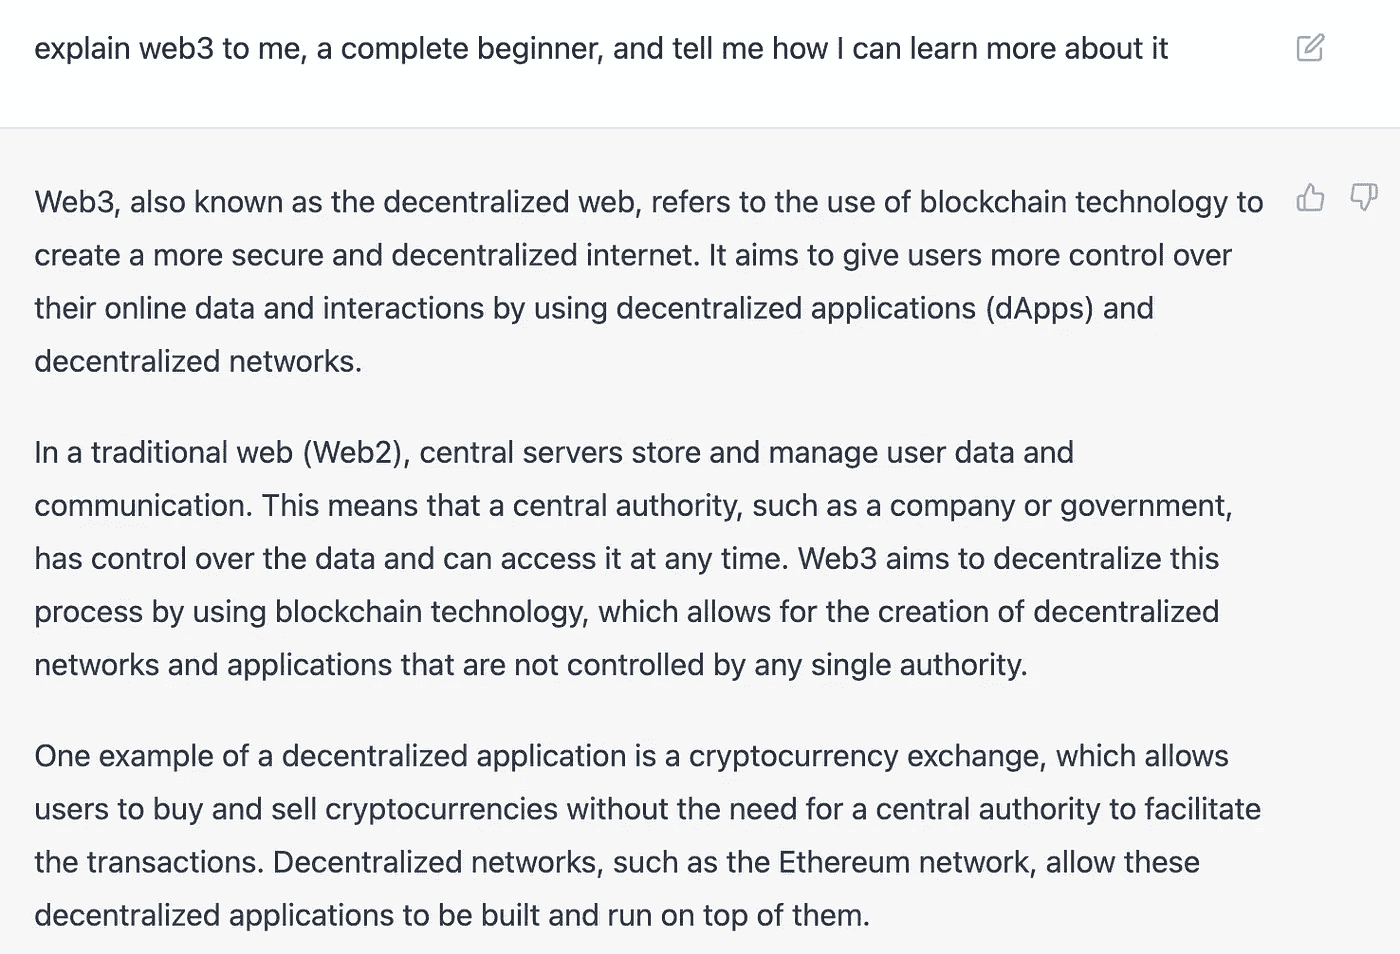 explain web3 to me, a complete beginner, and tell me how I can learn more about it
Web3, also known as the decentralized web, refers to the use of blockchain technology to
create a more secure and decentralized internet. It aims to give users more control over
their online data and interactions by using decentralized applications (dApps) and
decentralized networks.
In a traditional web (Web2), central servers store and manage user data and
communication. This means that a central authority, such as a company or government,
has control over the data and can access it at any time. Web3 aims to decentralize this
process by using blockchain technology, which allows for the creation of decentralized
networks and applications that are not controlled by any single authority.
One example of a decentralized application is a cryptocurrency exchange, which allows
users to buy and sell cryptocurrencies without the need for a central authority to facilitate
the transactions. Decentralized networks, such as the Ethereum network, allow these
decentralized applications to be built and run on top of them.